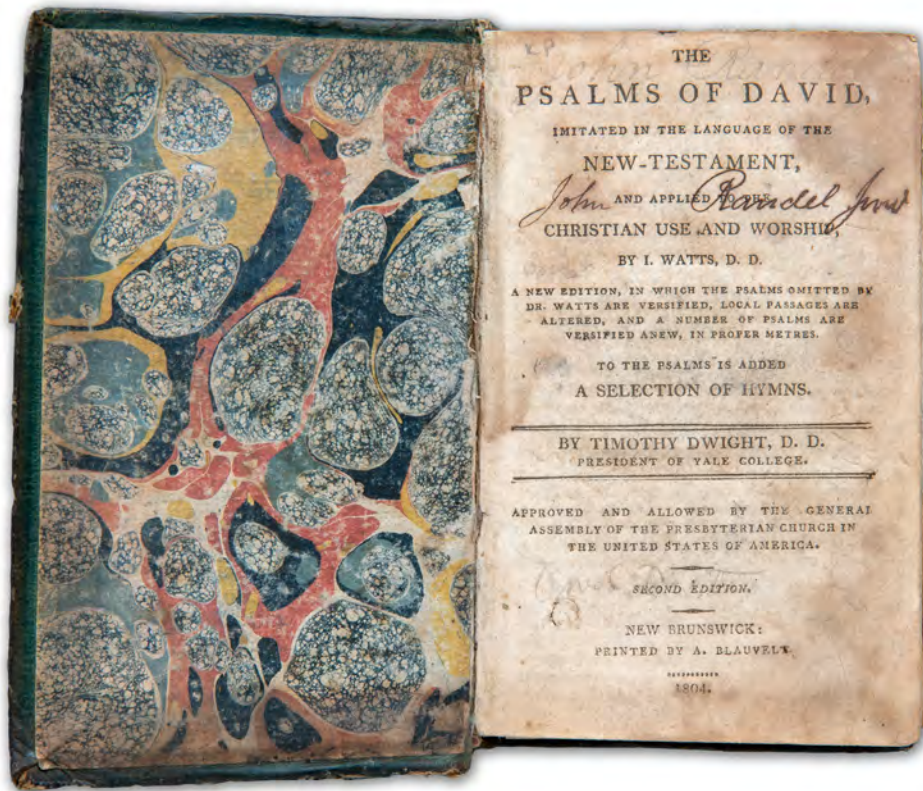 THE
PSALMS OF DAVID,
IMITATED IN THE LANGUAGE OF THE
NEW-TESTAMENT,
AND APPLIED TO THE
John Randel Junr
CHRISTIAN USE AND WORSHIP,
BY I. WATTS, D. D.
A NEW EDITION, IN WHICH THE PSALMS OMITTED BY
DR. WATTS ARE VERSIFIED, LOCAL PASSAGES ARE
ALTERED, AND A NUMBER OF PSALMS ARE
VERSIFIED ANEW, IN PROPER METRES.
TO THE PSALMS IS ADDED
A SELECTION OF HYMNS.
BY TIMOTHY DWIGHT, D. D.
PRESIDENT OF YALE COLLEGE.
APPROVED AND ALLOWED BY THE GENERAL
ASSEMBLY OF THE PRESBYTERIAN CHURCH IN
THE UNITED STATES OF AMERICA.
SECOND EDITION.
NEW BRUNSWICK:
PRINTED BY A. BLAUVELT.
1804.